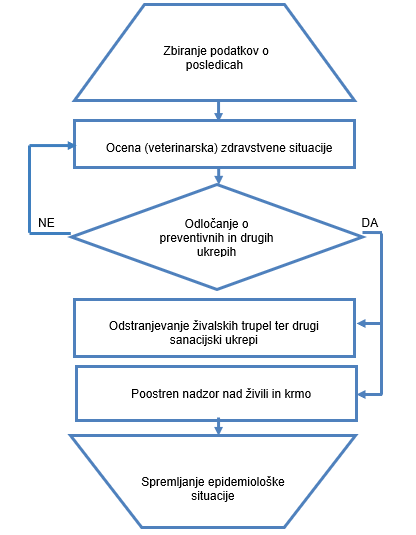 Zbiranje podatkov o
posledicah
Ocena (veterinarska) zdravstvene situacije
NE
DA
Odločanje o
preventivnih in drugih
ukrepih
Odstranjevanje živalskih trupel ter drugi
sanacijski ukrepi
Poostren nadzor nad živili in krmo
Spremljanje epidemiološke
situacije